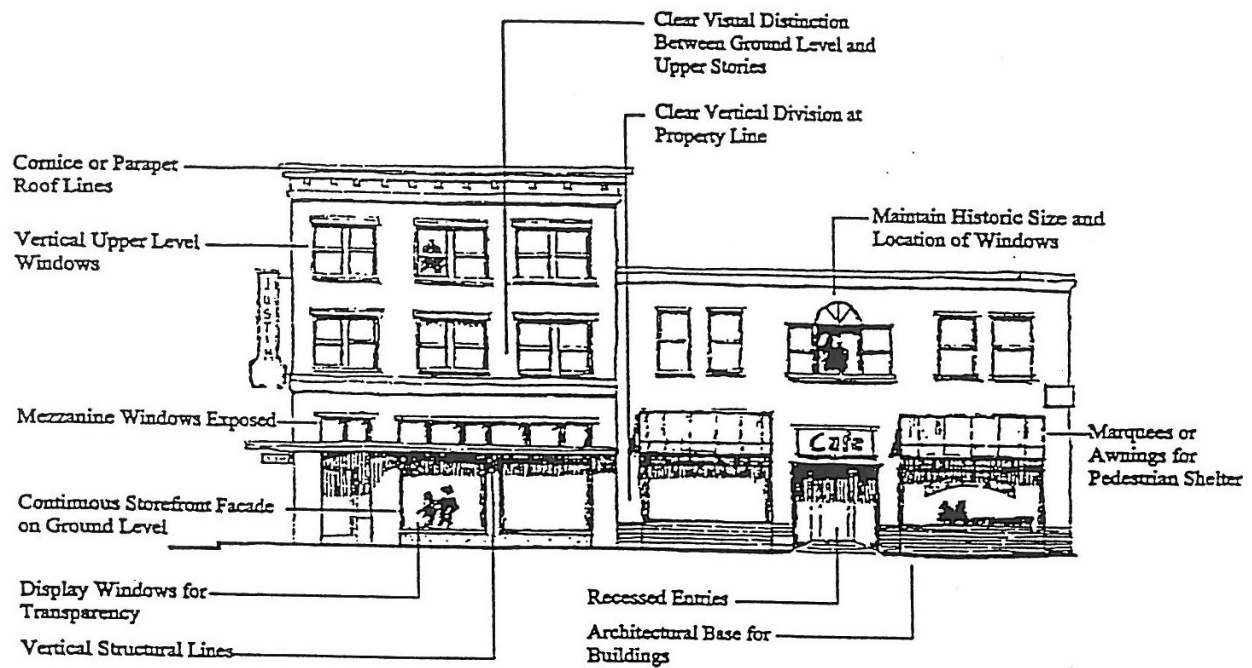 Clear Visual Distinction
Between Ground Level and
Upper Stories
Clear Vertical Division at
Property Line
Cornice or Parapet
Roof Lines
Maintain Historic Size and
Location of Windows
Vertical Upper Level
Windows
Mezzanine Windows Exposed
Cafe
Marquees or
Awnings for
Pedestrian Shelter
Continuous Storefront Facade
on Ground Level
Display Windows for
Transparency
Recessed Entries
Vertical Structural Lines
Architectural Base for
Buildings